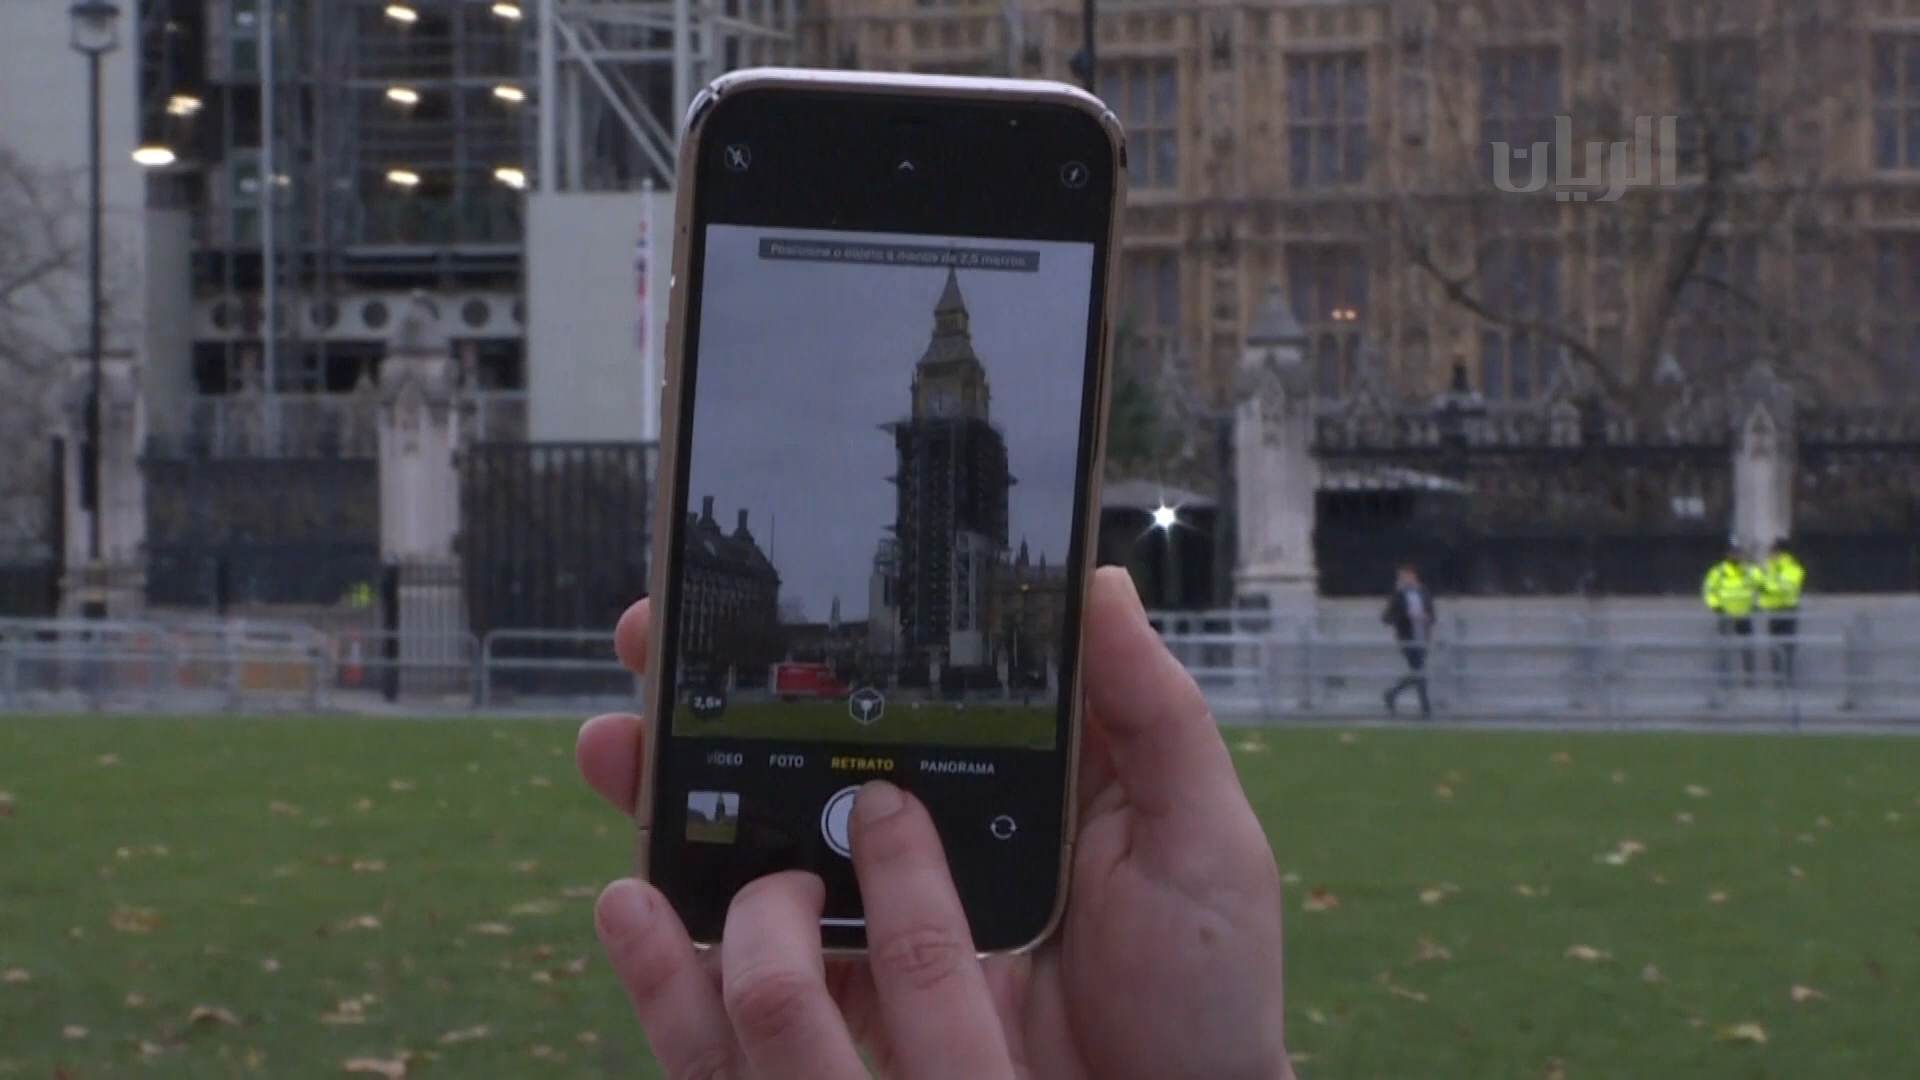 الريان
Posicione o objeto a menos de 2,5 metros.
2,5×
VÍDEO FOTO RETRATO PANORAMA